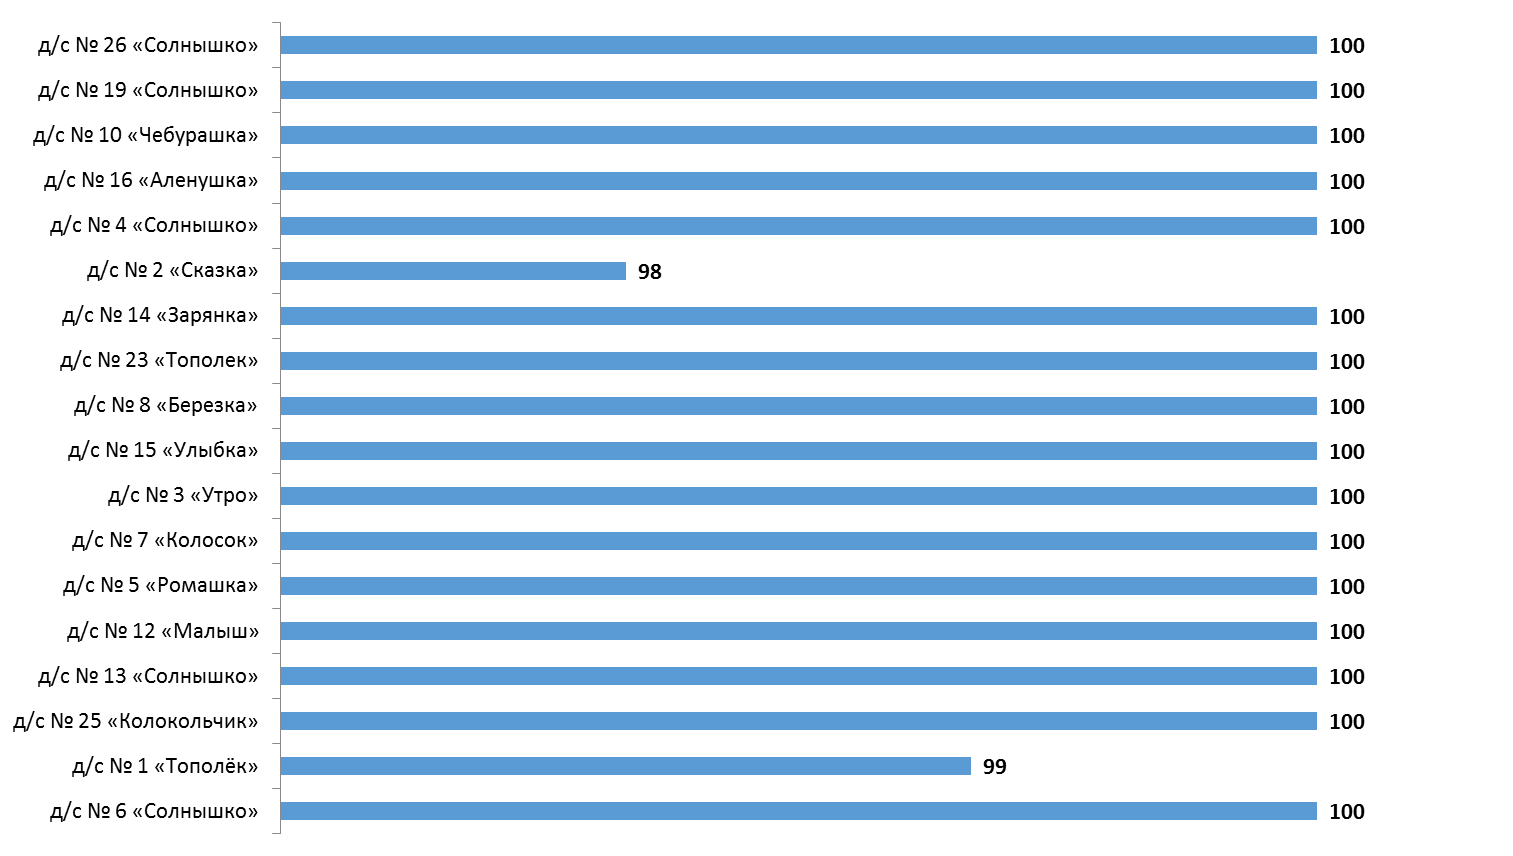 д/с № 26 «Солнышко» 100
д/с № 19 «Солнышко» 100
д/с № 10 «Чебурашка» 100
д/с № 16 «Аленушка» 100
д/с № 4 «Солнышко» 100
д/с № 2 «Сказка» 98
д/с № 14 «Зарянка» 100
д/с № 23 «Тополек» 100
д/с № 8 «Березка» 100
д/с № 15 «Улыбка» 100
д/с № 3 «Утро» 100
д/с № 7 «Колосок» 100
д/с № 5 «Ромашка» 100
д/с № 12 «Малыш» 100
д/с № 13 «Солнышко» 100
д/с № 25 «Колокольчик» 100
д/с № 1 «Тополёк» 99
д/с № 6 «Солнышко» 100